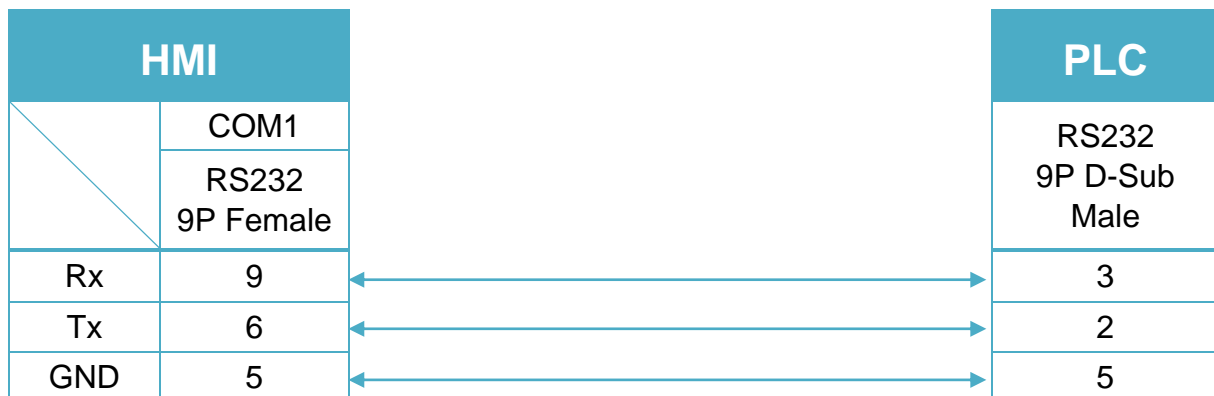 HMI
PLC
COM1
RS232
9P Female
RS232
9P D-Sub
Male
Rx 9 3
Tx 6 2
GND 5 5